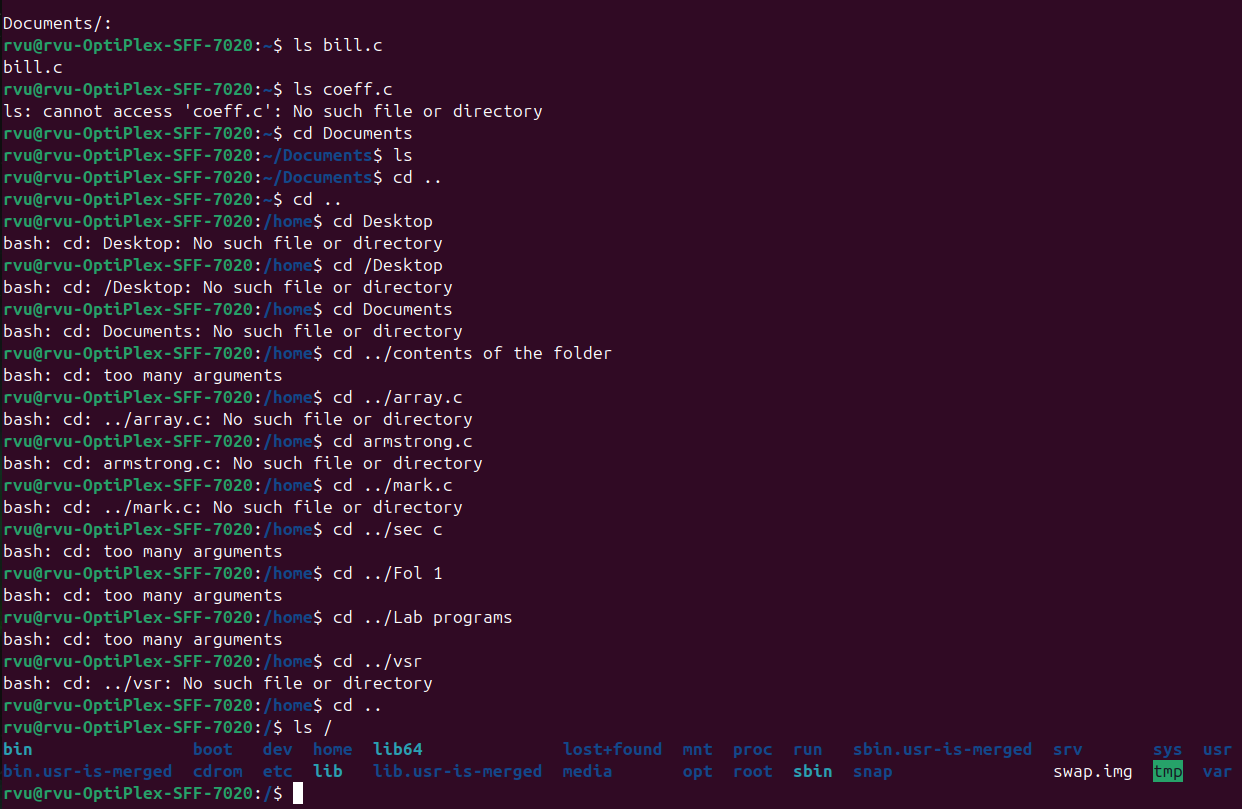 Documents/:
rvu@rvu-OptiPlex-SFF-7020:~$ ls bill.c
bill.c
rvu@rvu-OptiPlex-SFF-7020:~$ ls coeff.c
ls: cannot access 'coeff.c': No such file or directory
rvu@rvu-OptiPlex-SFF-7020:~$ cd Documents
rvu@rvu-OptiPlex-SFF-7020:~/Documents$ ls
rvu@rvu-OptiPlex-SFF-7020:~/Documents$ cd ..
rvu@rvu-OptiPlex-SFF-7020:~$ cd ..
rvu@rvu-OptiPlex-SFF-7020:/home$ cd Desktop
bash: cd: Desktop: No such file or directory
rvu@rvu-OptiPlex-SFF-7020:/home$ cd /Desktop
bash: cd: /Desktop: No such file or directory
rvu@rvu-OptiPlex-SFF-7020:/home$ cd Documents
bash: cd: Documents: No such file or directory
rvu@rvu-OptiPlex-SFF-7020:/home$ cd ../contents of the folder
bash: cd: too many arguments
rvu@rvu-OptiPlex-SFF-7020:/home$ cd ../array.c
bash: cd: ../array.c: No such file or directory
rvu@rvu-OptiPlex-SFF-7020:/home$ cd armstrong.c
bash: cd: armstrong.c: No such file or directory
rvu@rvu-OptiPlex-SFF-7020:/home$ cd ../mark.c
bash: cd: ../mark.c: No such file or directory
rvu@rvu-OptiPlex-SFF-7020:/home$ cd ../sec c
bash: cd: too many arguments
rvu@rvu-OptiPlex-SFF-7020:/home$ cd ../Fol 1
bash: cd: too many arguments
rvu@rvu-OptiPlex-SFF-7020:/home$ cd ../Lab programs
bash: cd: too many arguments
rvu@rvu-OptiPlex-SFF-7020:/home$ cd ../vsr
bash: cd: ../vsr: No such file or directory
rvu@rvu-OptiPlex-SFF-7020:/home$ cd ..
rvu@rvu-OptiPlex-SFF-7020:/$ ls /
bin                boot   dev  home  lib64              lost+found  mnt  proc  run   sbin.usr-is-merged  srv       sys  usr
bin.usr-is-merged  cdrom  etc  lib   lib.usr-is-merged  media       opt  root  sbin  snap                swap.img  tmp  var
rvu@rvu-OptiPlex-SFF-7020:/$